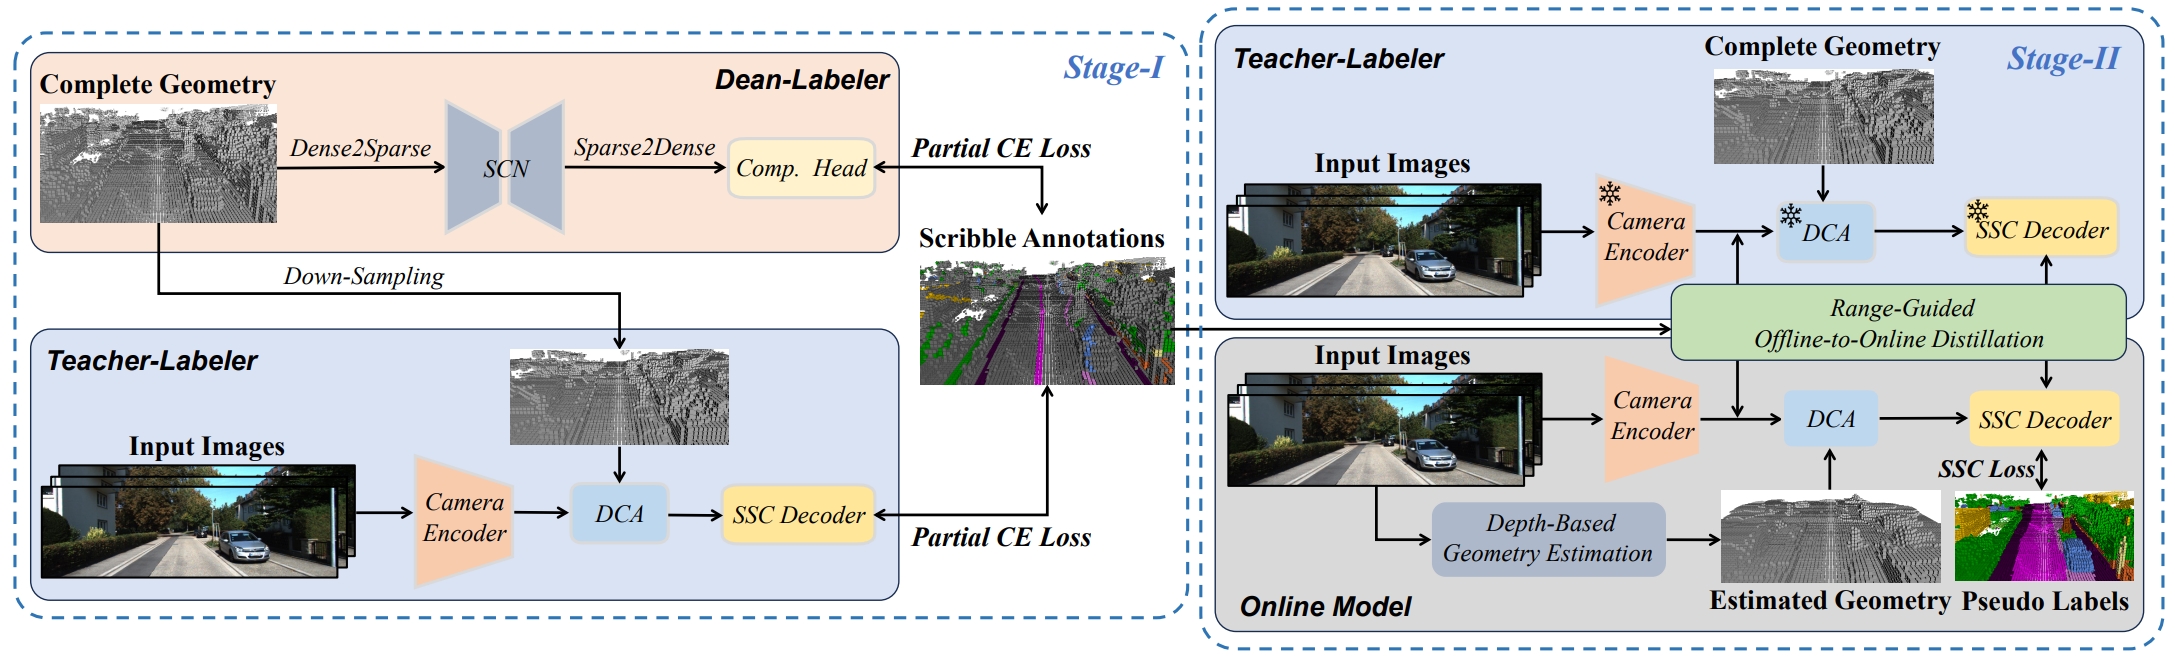 Stage-I
Dean-Labeler
Complete Geometry
Dense2Sparse
SCN
Sparse2Dense
Comp. Head
Partial CE Loss
Scribble Annotations
Down-Sampling
Teacher-Labeler
Input Images
Camera
Encoder
DCA
SSC Decoder
Partial CE Loss
Stage-II
Teacher-Labeler
Complete Geometry
Input Images
Camera
Encoder
DCA
SSC Decoder
Range-Guided
Offline-to-Online Distillation
Input Images
Camera
Encoder
DCA
SSC Decoder
SSC Loss
Depth-Based
Geometry Estimation
Estimated Geometry
Pseudo Labels
Online Model